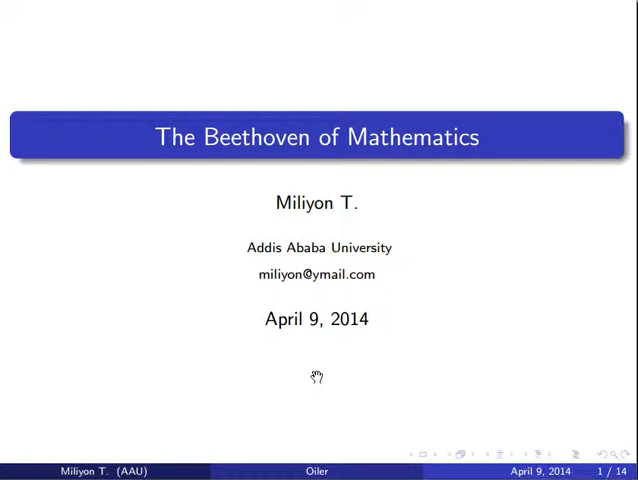 The Beethoven of Mathematics
Miliyon T.
Addis Ababa University
miliyon@ymail.com
April 9, 2014
Miliyon T. (AAU) Oiler April 9, 2014 1 / 14